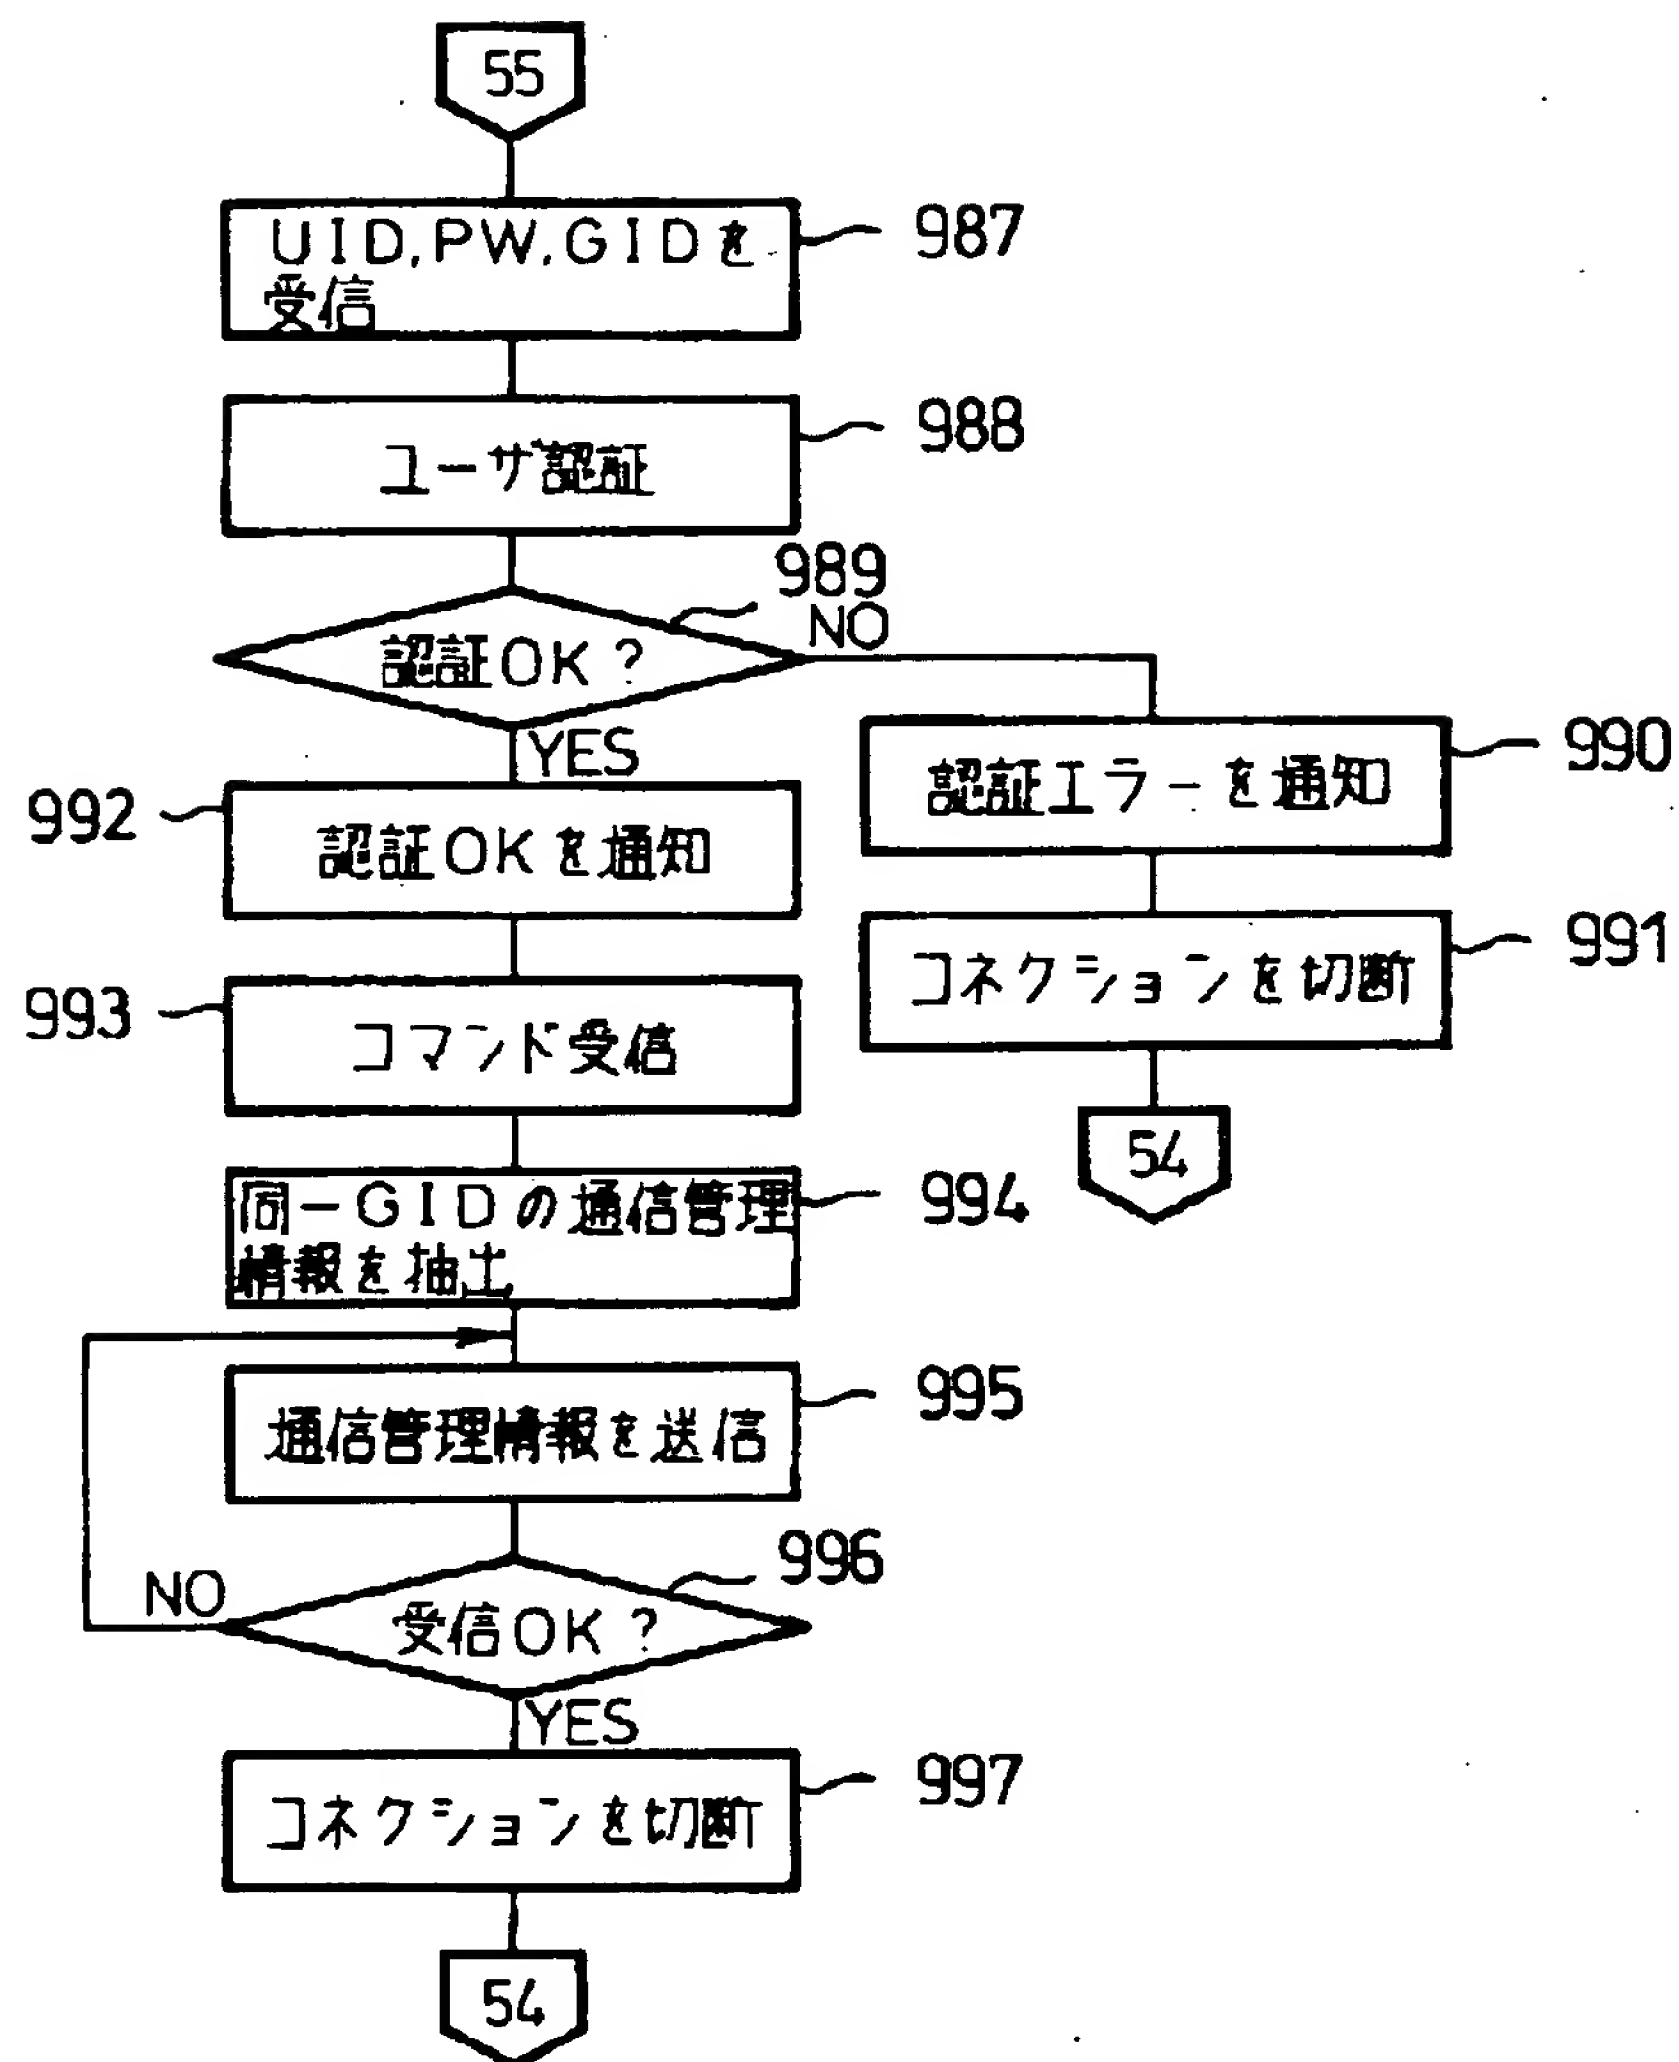 55
UID,PW,GIDを
受信
987
ユーザ認証
988
989
認証OK?
NO
YES
認証エラーを通知
990
992
認証OKを通知
コネクションを切断
991
993
コマンド受信
54
同一GIDの通信管理
情報を抽出
994
通信管理情報を送信
995
996
受信OK?
NO
YES
コネクションを切断
997
54